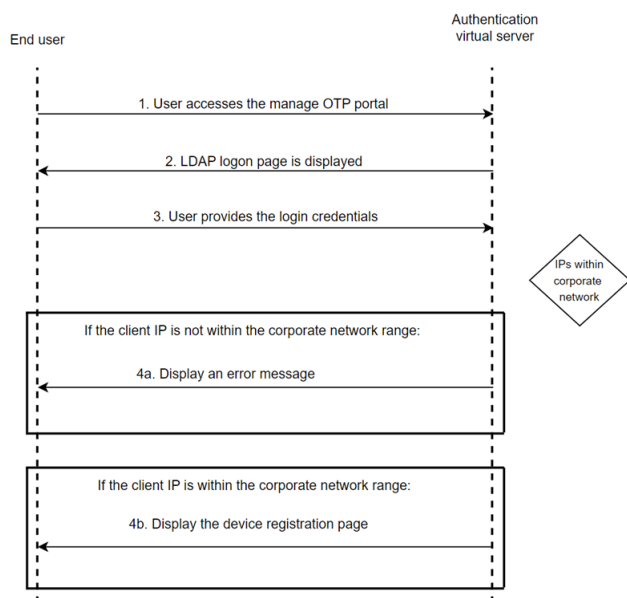 Authentication
virtual server
End user
1. User accesses the manage OTP portal
2. LDAP logon page is displayed
3. User provides the login credentials
IPs within
corporate
network
If the client IP is not within the corporate network range:
4a. Display an error message
If the client IP is within the corporate network range:
4b. Display the device registration page